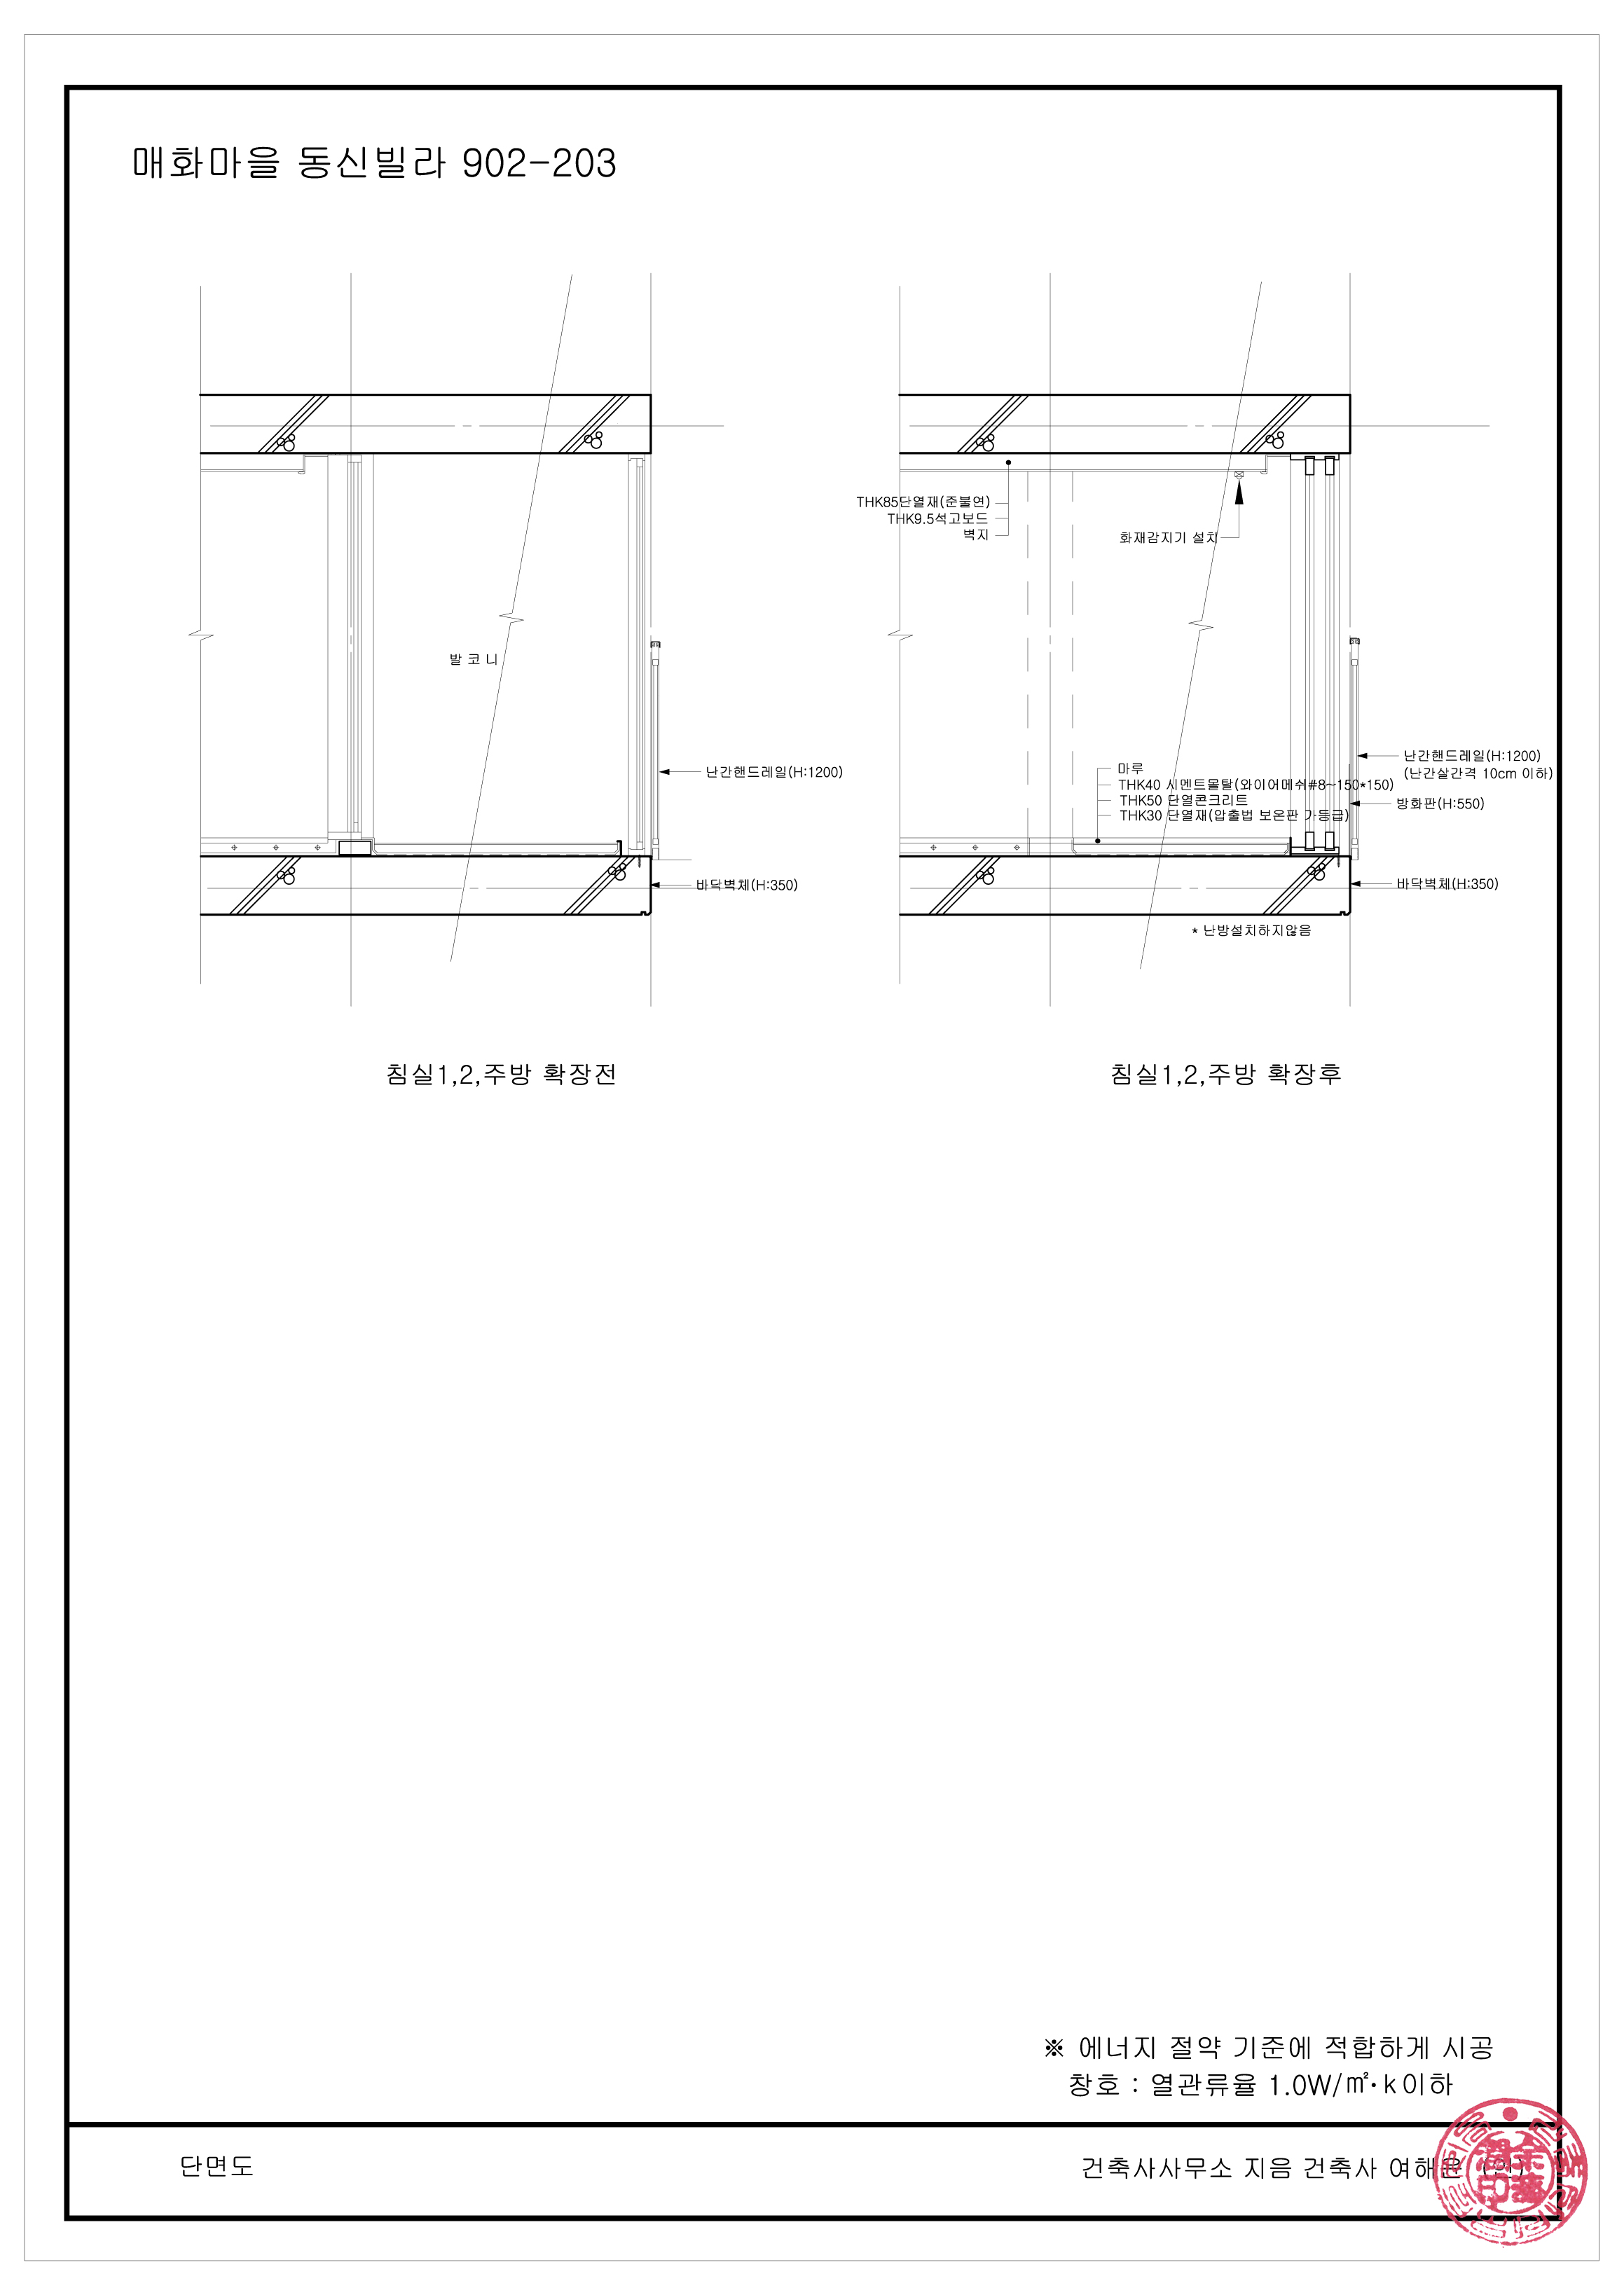 매화마을 동신빌라 902-203
THK85단열재(준불연)
THK9.5석고보드
벽지
화재감지기 설치
발 코 니
난간핸드레일(H:1200)
바닥벽체(H:350)
난간핸드레일(H:1200)
(난간살간격 10cm 이하)
마루
THK40 시멘트몰탈(와이어메쉬#8~150*150)
THK50 단열콘크리트
THK30 단열재(압출법 보온판 가등급)
방화판(H:550)
바닥벽체(H:350)
* 난방설치하지않음
침실1,2,주방 확장전
침실1,2,주방 확장후
※ 에너지 절약 기준에 적합하게 시공
창호 : 열관류율 1.0W/㎡·k이하
단면도
건축사사무소 지음 건축사 (인)